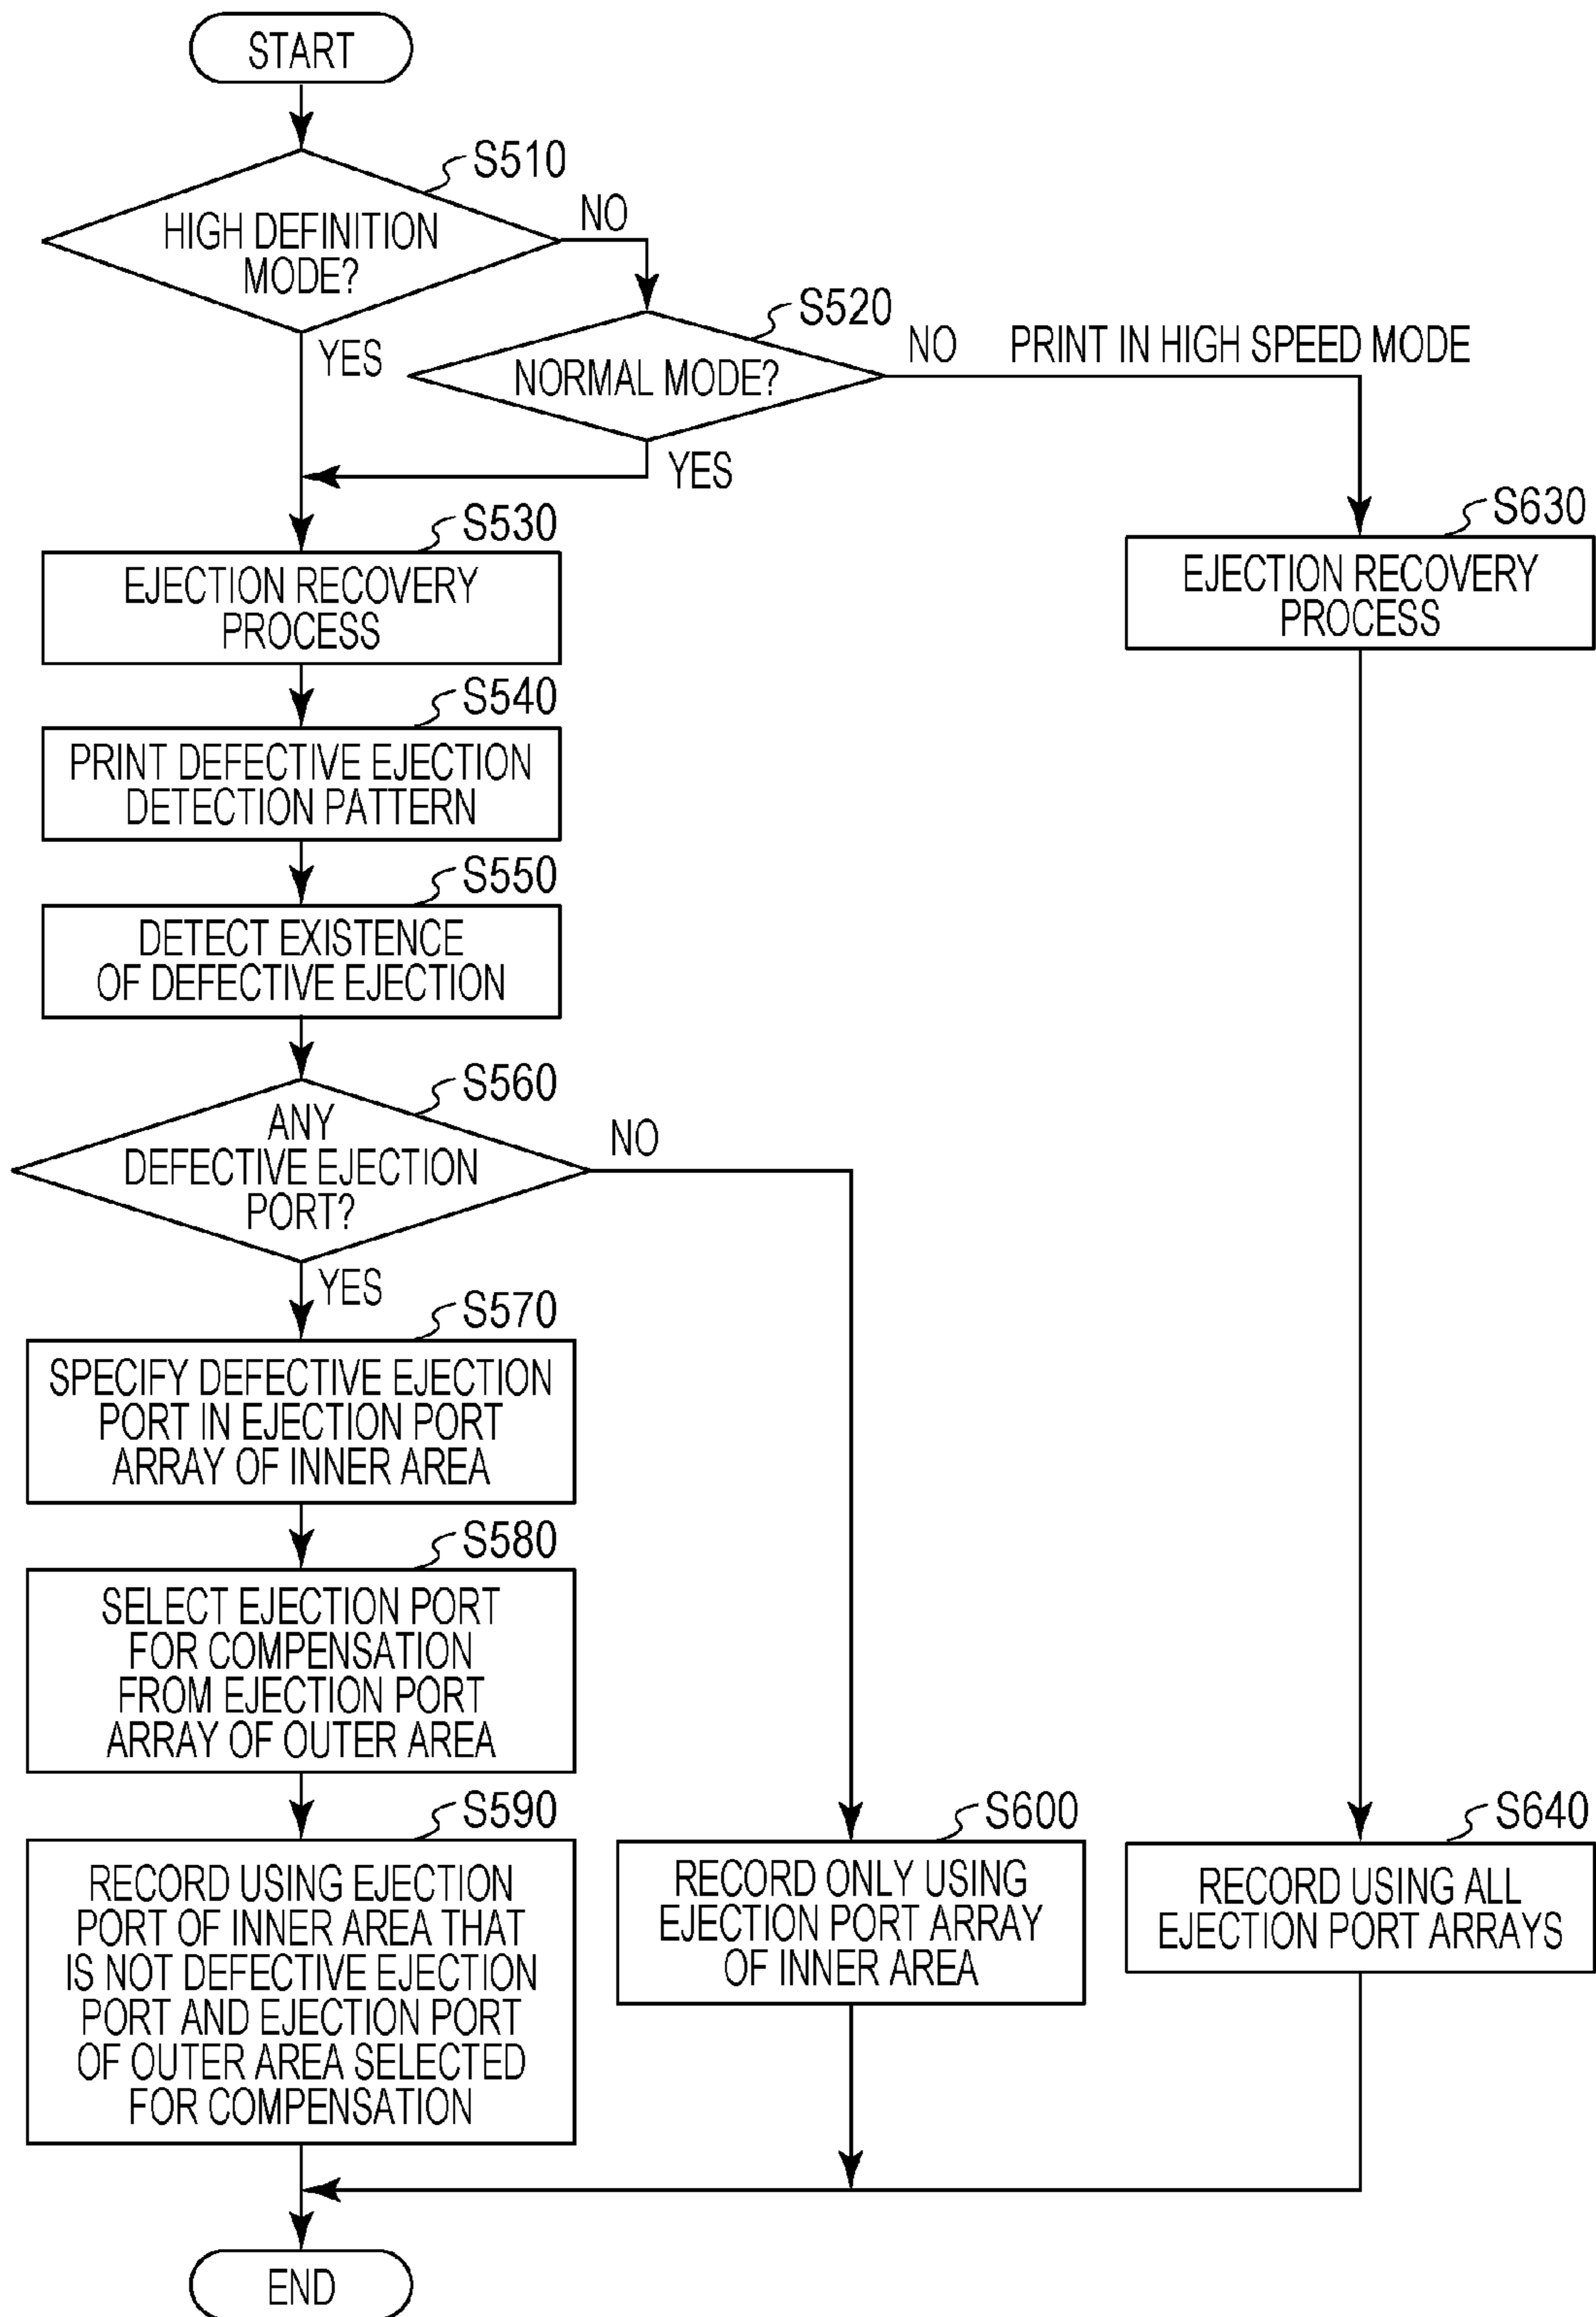 START
S510
HIGH DEFINITION
MODE?
NO
YES
S520
NORMAL MODE?
NO
PRINT IN HIGH SPEED MODE
YES
S530
EJECTION RECOVERY
PROCESS
S630
EJECTION RECOVERY
PROCESS
S540
PRINT DEFECTIVE EJECTION
DETECTION PATTERN
S550
DETECT EXISTENCE
OF DEFECTIVE EJECTION
S560
ANY
DEFECTIVE EJECTION
PORT?
NO
YES
S570
SPECIFY DEFECTIVE EJECTION
PORT IN EJECTION PORT
ARRAY OF INNER AREA
S580
SELECT EJECTION PORT
FOR COMPENSATION
FROM EJECTION PORT
ARRAY OF OUTER AREA
S590
RECORD USING EJECTION
PORT OF INNER AREA THAT
IS NOT DEFECTIVE EJECTION
PORT AND EJECTION PORT
OF OUTER AREA SELECTED
FOR COMPENSATION
S600
RECORD ONLY USING
EJECTION PORT ARRAY
OF INNER AREA
S640
RECORD USING ALL
EJECTION PORT ARRAYS
END